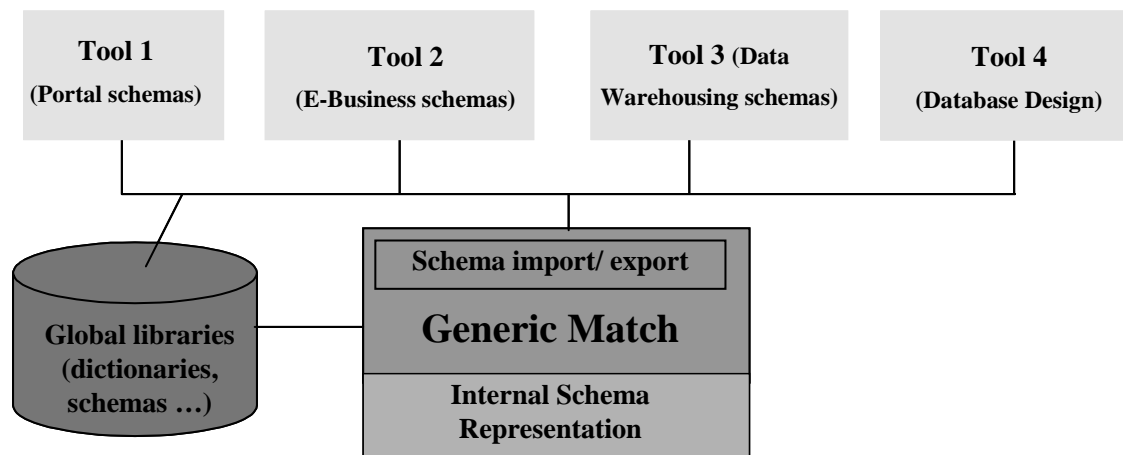 Tool 1
(Portal schemas)
Tool 2
(E-Business schemas)
Tool 3 (Data
Warehousing schemas)
Tool 4
(Database Design)
Global libraries
(dictionaries,
schemas …)
Schema import/ export
Generic Match
Internal Schema
Representation